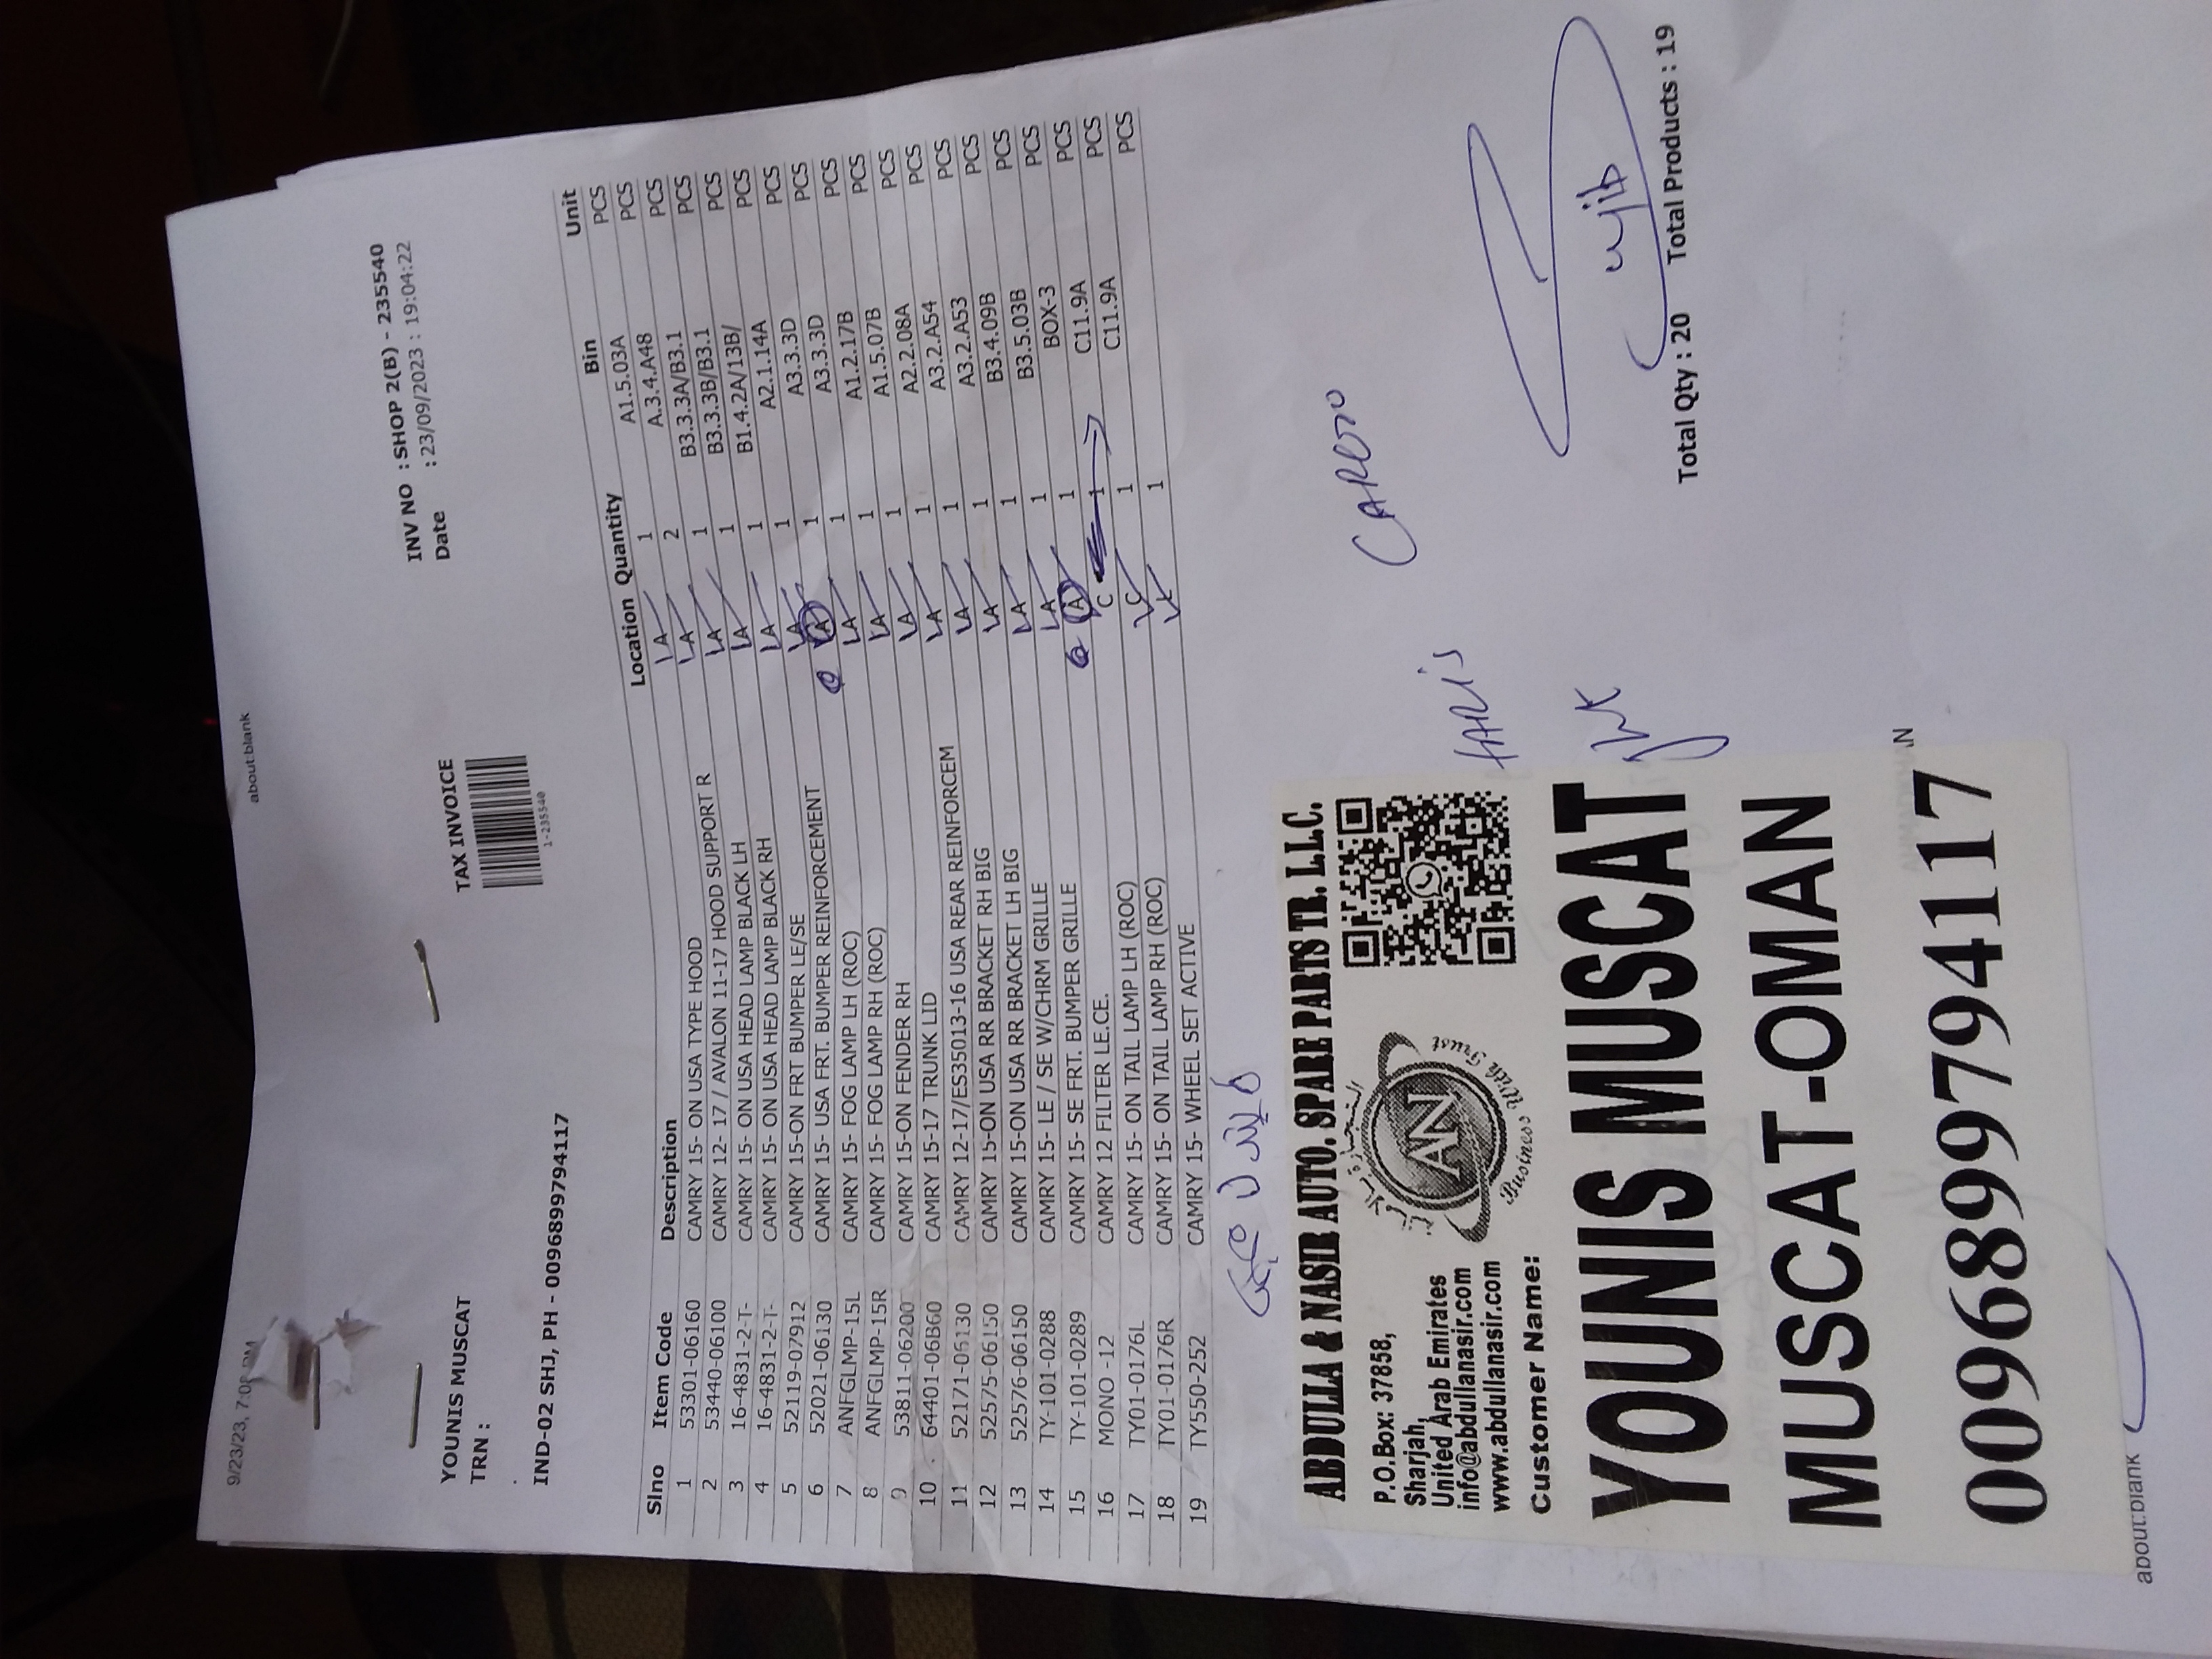 9/23/23, 7:08 PM about:blank
TAX INVOICE
1-235540
YOUNIS MUSCAT
TRN :
.
IND-02 SHJ, PH - 0096899794117
INV NO : SHOP 2(B) - 235540
Date : 23/09/2023 : 19:04:22
Slno Item Code Description Location Quantity Bin Unit
1 53301-06160 CAMRY 15- ON USA TYPE HOOD A 1 A1.5.03A PCS
2 53440-06100 CAMRY 12- 17 / AVALON 11-17 HOOD SUPPORT R A 2 A.3.4.A48 PCS
3 16-4831-2-T- CAMRY 15- ON USA HEAD LAMP BLACK LH A 1 B3.3.3A/B3.1 PCS
4 16-4831-2-T- CAMRY 15- ON USA HEAD LAMP BLACK RH A 1 B3.3.3B/B3.1 PCS
5 52119-07912 CAMRY 15-ON FRT BUMPER LE/SE A 1 B1.4.2A/13B/ PCS
6 52021-06130 CAMRY 15- USA FRT. BUMPER REINFORCEMENT A 1 A2.1.14A PCS
7 ANFGLMP-15L CAMRY 15- FOG LAMP LH (ROC) A 1 A3.3.3D PCS
8 ANFGLMP-15R CAMRY 15- FOG LAMP RH (ROC) A 1 A3.3.3D PCS
9 53811-06200 CAMRY 15-ON FENDER RH A 1 A1.2.17B PCS
10 64401-06B60 CAMRY 15-17 TRUNK LID A 1 A1.5.07B PCS
11 52171-06130 CAMRY 12-17/ES35013-16 USA REAR REINFORCEM A 1 A2.2.08A PCS
12 52575-06150 CAMRY 15-ON USA RR BRACKET RH BIG A 1 A3.2.A54 PCS
13 52576-06150 CAMRY 15-ON USA RR BRACKET LH BIG A 1 A3.2.A53 PCS
14 TY-101-0288 CAMRY 15- LE / SE W/CHRM GRILLE A 1 B3.4.09B PCS
15 TY-101-0289 CAMRY 15- SE FRT. BUMPER GRILLE A 1 B3.5.03B PCS
16 MONO -12 CAMRY 12 FILTER LE.CE. A 1 BOX-3 PCS
17 TY01-0176L CAMRY 15- ON TAIL LAMP LH (ROC) C 1 C11.9A PCS
18 TY01-0176R CAMRY 15- ON TAIL LAMP RH (ROC) C 1 C11.9A PCS
19 TY550-252 CAMRY 15- WHEEL SET ACTIVE 1 PCS
HARIS
ABDULLA & NASIR AUTO. SPARE PARTS TR. L.L.C.
P.O.Box: 37858,
Sharjah,
United Arab Emirates
info@abdullanasir.com
www.abdullanasir.com
AN
Business With Trust
Customer Name:
YOUNIS MUSCAT
MUSCAT-OMAN
0096899794117
Total Qty : 20 Total Products : 19
about:blank